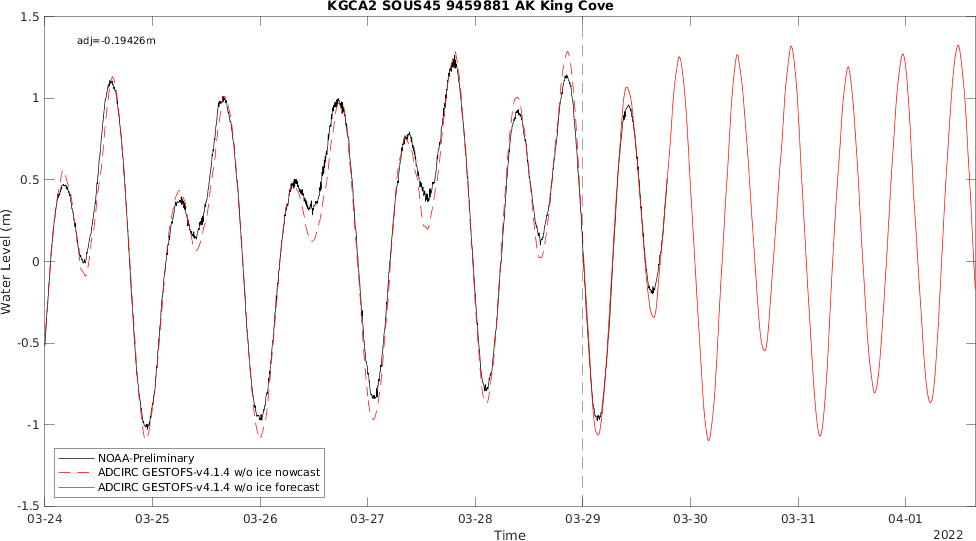 KGCA2 SOUS45 9459881 AK King Cove
adj=-0.19426m
1.5
1
0.5
0
-0.5
-1
-1.5
Water Level (m)
NOAA-Preliminary
ADCIRC GESTOFS-v4.1.4 w/o ice nowcast
ADCIRC GESTOFS-v4.1.4 w/o ice forecast
03-24 03-25 03-26 03-27 03-28 03-29 03-30 03-31 04-01
Time
2022